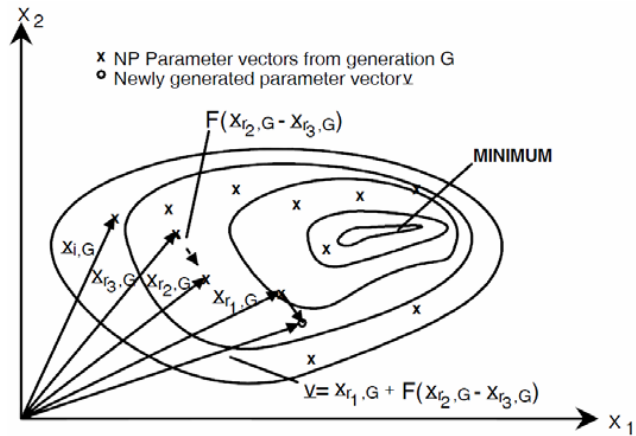 X2
x NP Parameter vectors from generation G
o Newly generated parameter vector v
F(Xr2,G - Xr3,G)
MINIMUM
Xi,G
Xr3,G
Xr2,G
Xr1,G
v= Xr1,G + F(Xr2,G - Xr3,G)
X1